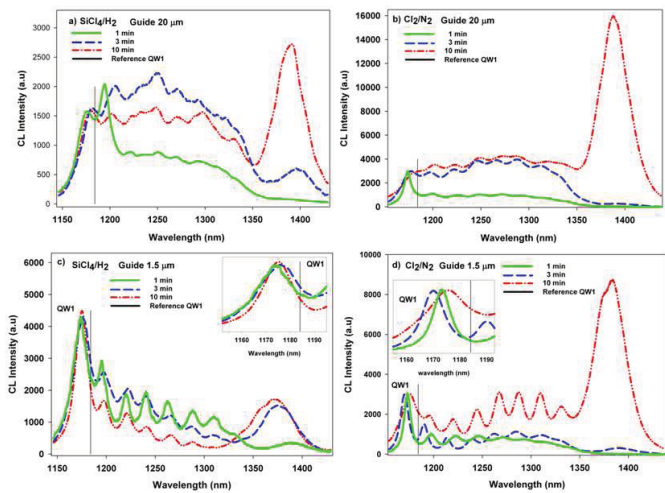 a) SiCl4/H2 Guide 20 µm
1 min
3 min
10 min
Reference QW1
CL Intensity (a.u)
3000
2500
2000
1500
1000
500
0
1150 1200 1250 1300 1350 1400
Wavelength (nm)
b) Cl2/N2 Guide 20 µm
1 min
3 min
10 min
Reference QW1
CL Intensity (a.u)
16000
14000
12000
10000
8000
6000
4000
2000
0
1200 1250 1300 1350 1400
Wavelength (nm)
c) SiCl4/H2 Guide 1.5 µm
1 min
3 min
10 min
Reference QW1
QW1
CL Intensity (a.u)
6000
5000
4000
3000
2000
1000
0
1150 1200 1250 1300 1350 1400
Wavelength (nm)
QW1
1160 1170 1180 1190
wavelength (nm)
d) Cl2/N2 Guide 1.5 µm
1 min
3 min
10 min
Reference QW1
QW1
1160 1170 1180 1190
wavelength (nm)
QW1
CL Intensity (a.u)
10000
8000
6000
4000
2000
0
1150 1200 1250 1300 1350 1400
Wavelength (nm)